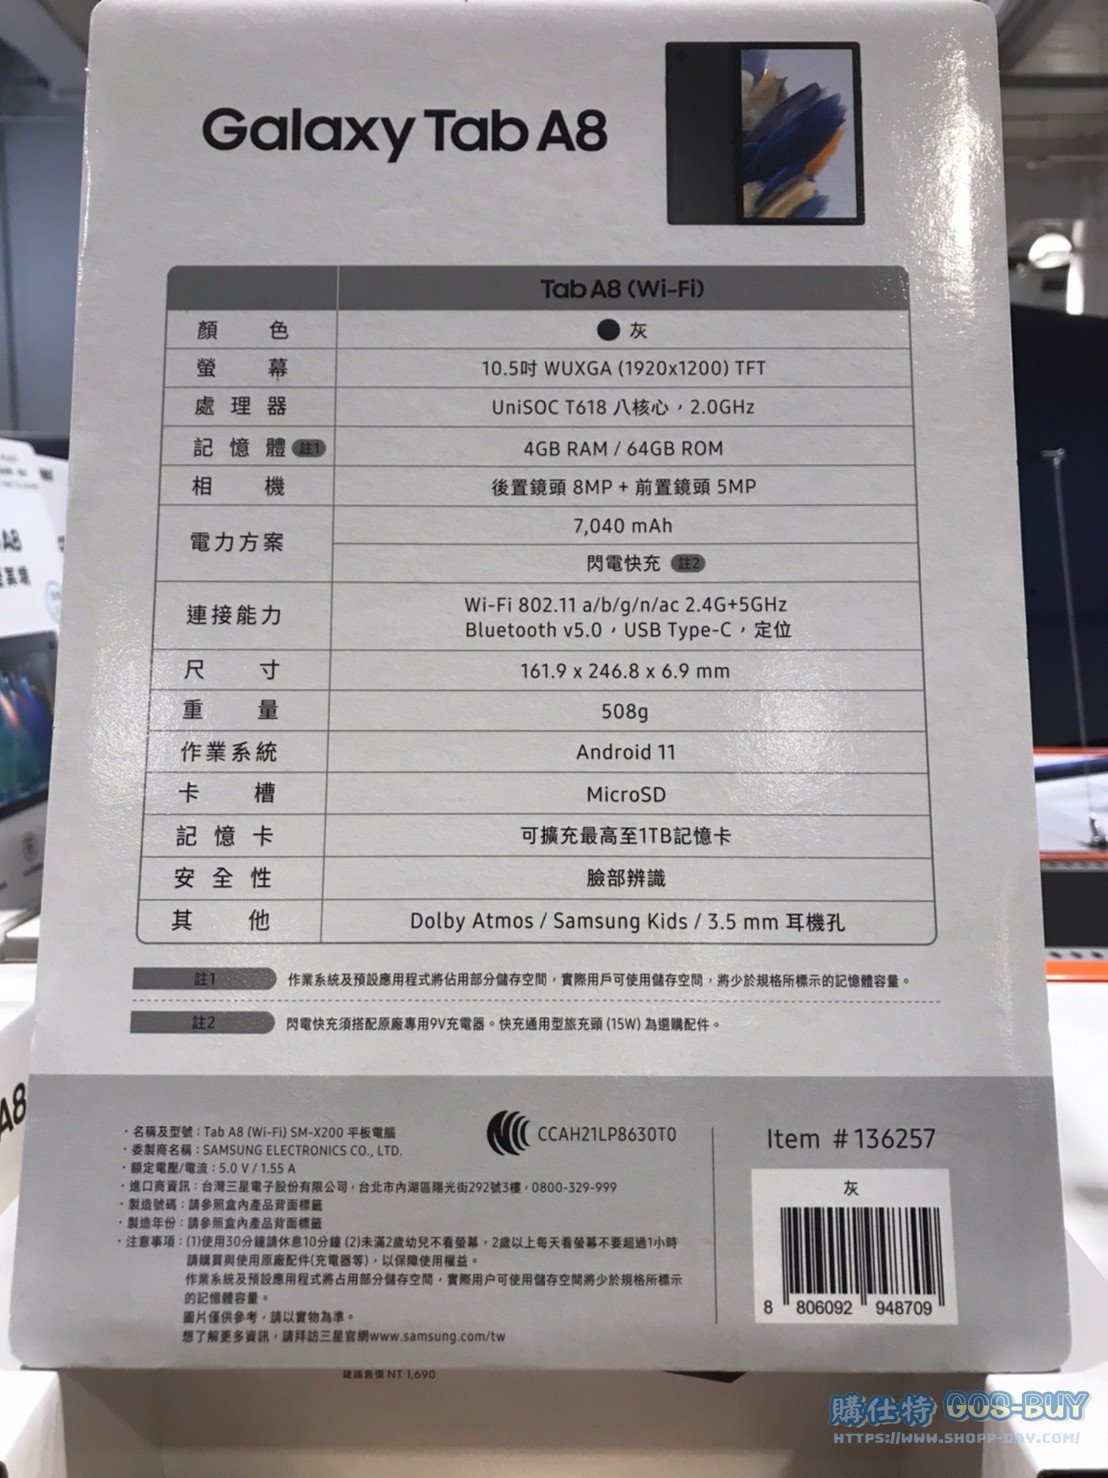 Galaxy Tab A8
Tab A8 (Wi-Fi)
顏色 灰
螢幕 10.5吋 WUXGA (1920x1200) TFT
處理器 UniSOC T618 八核心，2.0GHz
記憶體 註1 4GB RAM / 64GB ROM
相機 後置鏡頭 8MP + 前置鏡頭 5MP
電力方案 7,040 mAh
閃電快充 註2
連接能力 Wi-Fi 802.11 a/b/g/n/ac 2.4G+5GHz
Bluetooth v5.0，USB Type-C，定位
尺寸 161.9 x 246.8 x 6.9 mm
重量 508g
作業系統 Android 11
卡槽 MicroSD
記憶卡 可擴充最高至1TB記憶卡
安全性 臉部辨識
其他 Dolby Atmos / Samsung Kids / 3.5 mm 耳機孔
註1 作業系統及預設應用程式將佔用部分儲存空間，實際用戶可使用儲存空間，將少於規格所標示的記憶體容量。
註2 閃電快充須搭配原廠專用9V充電器。快充通用型旅充頭 (15W) 為選購配件。
・名稱及型號：Tab A8 (Wi-Fi) SM-X200 平板電腦
・委製商名稱：SAMSUNG ELECTRONICS CO., LTD.
・額定電壓/電流：5.0 V / 1.55 A
・進口商資訊：台灣三星電子股份有限公司，台北市內湖區陽光街292號3樓，0800-329-999
・製造號碼：請參照盒內產品背面標籤
・製造年份：請參照盒內產品背面標籤
・注意事項：(1)使用30分鐘請休息10分鐘 (2)未滿2歲幼兒不看螢幕，2歲以上每天看螢幕不要超過1小時
請購買與使用原廠配件(充電器等)，以保障使用權益。
作業系統及預設應用程式將占用部分儲存空間，實際用户可使用儲存空間將少於規格所標示
的記憶體容量。
圖片僅供參考，請以實物為準。
想了解更多資訊，請拜訪三星官網www.samsung.com/tw
CCAH21LP8630T0
Item #136257
灰
8 806092 948709
建議售價 NT 1,690
A8
A8
購仕特 GOS-BUY
HTTPS://WWW.SHOPP-DAY.COM/